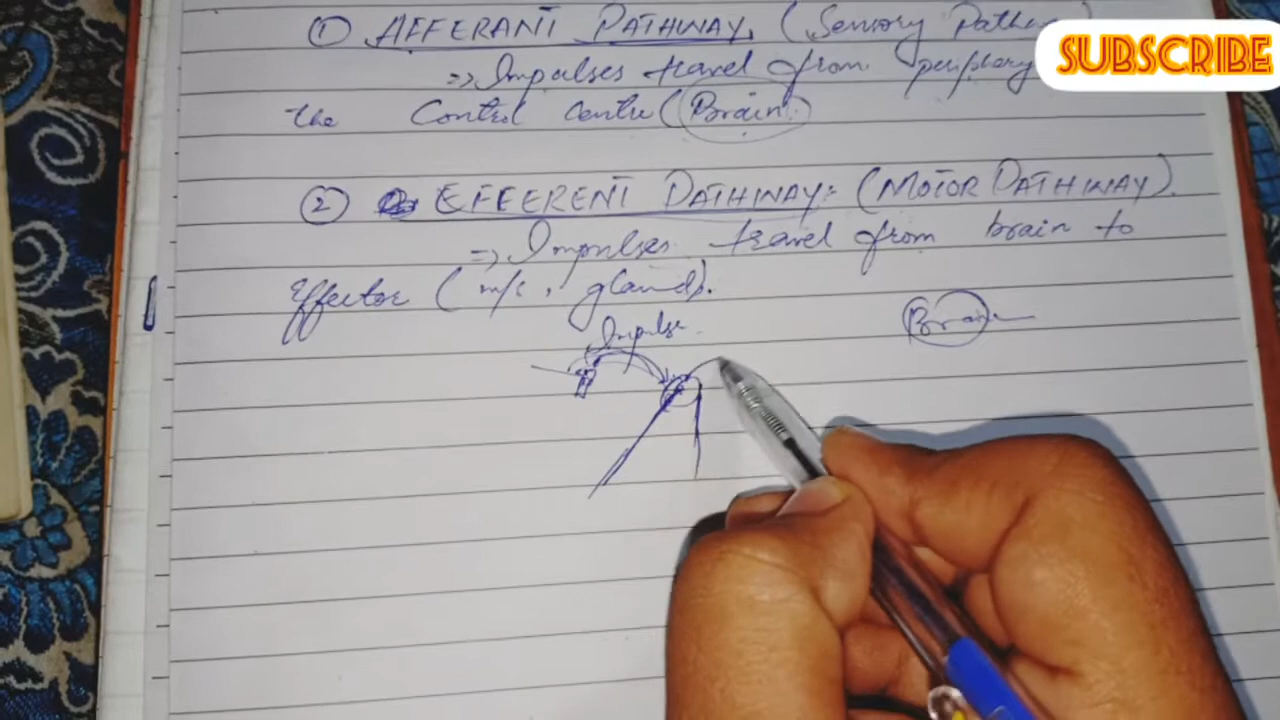 ① AFFERANT PATHWAY. (Sensory Pathw
SUBSCRIBE
=> Impulses travel from periphery
the Control centre (Brain).
② EFFERENT PATHWAY: (MOTOR PATHWAY).
=> Impulses travel from brain to
Effector (m/c, gland).
Impulse.
Brain